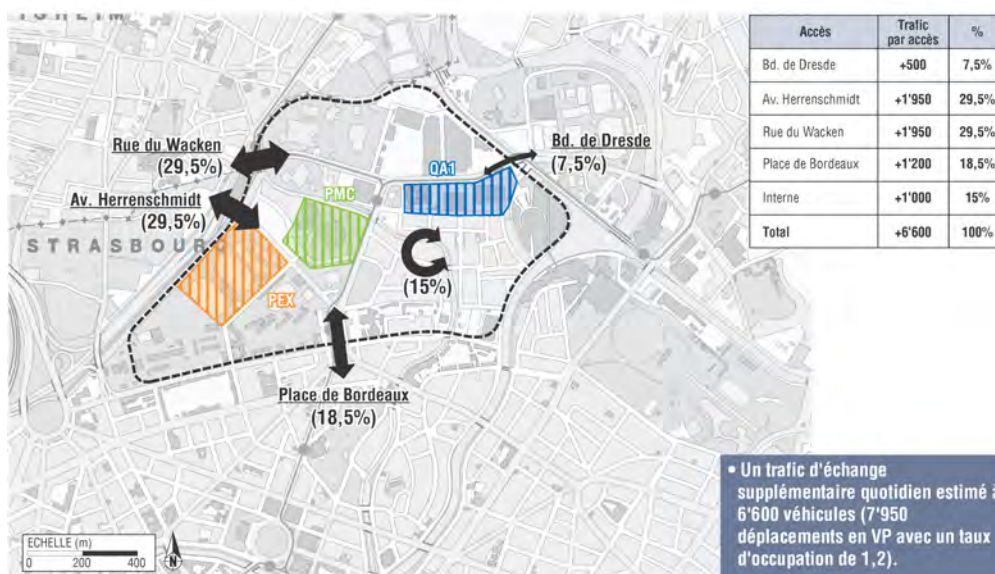 Accès Trafic par accès %
Bd. de Dresde +500 7,5%
Av. Herrenschmidt +1'950 29,5%
Rue du Wacken +1'950 29,5%
Place de Bordeaux +1'200 18,5%
Interne +1'000 15%
Total +6'600 100%
Rue du Wacken
(29,5%)
Bd. de Dresde
(7,5%)
QA1
PMC
Av. Herrenschmidt
(29,5%)
STRASBOUR
(15%)
PEX
Place de Bordeaux
(18,5%)
• Un trafic d'échange
supplémentaire quotidien estimé à
6'600 véhicules (7'950
déplacements en VP avec un taux
d'occupation de 1,2).
ECHELLE (m)
0 200 400
N